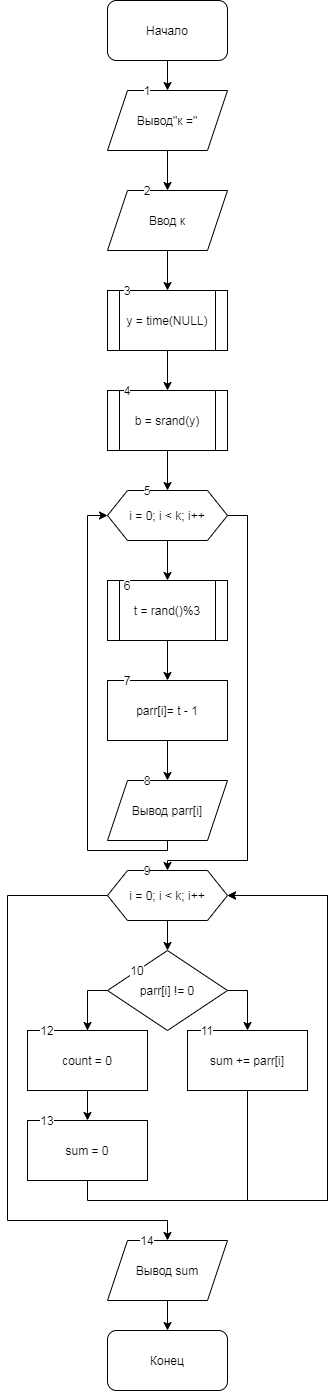 Начало
1
Вывод"к ="
2
Ввод к
3
y = time(NULL)
4
b = srand(y)
5
i = 0; i < k; i++
6
t = rand()%3
7
parr[i]= t - 1
8
Вывод parr[i]
9
i = 0; i < k; i++
10
parr[i] != 0
12
count = 0
11
sum += parr[i]
13
sum = 0
14
Вывод sum
Конец